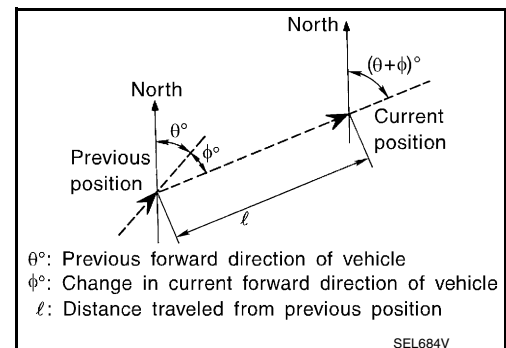 North
(θ+ϕ)°
North
θ°
ϕ°
Current
position
Previous
position
ℓ
θ°: Previous forward direction of vehicle
ϕ°: Change in current forward direction of vehicle
ℓ: Distance traveled from previous position
SEL684V